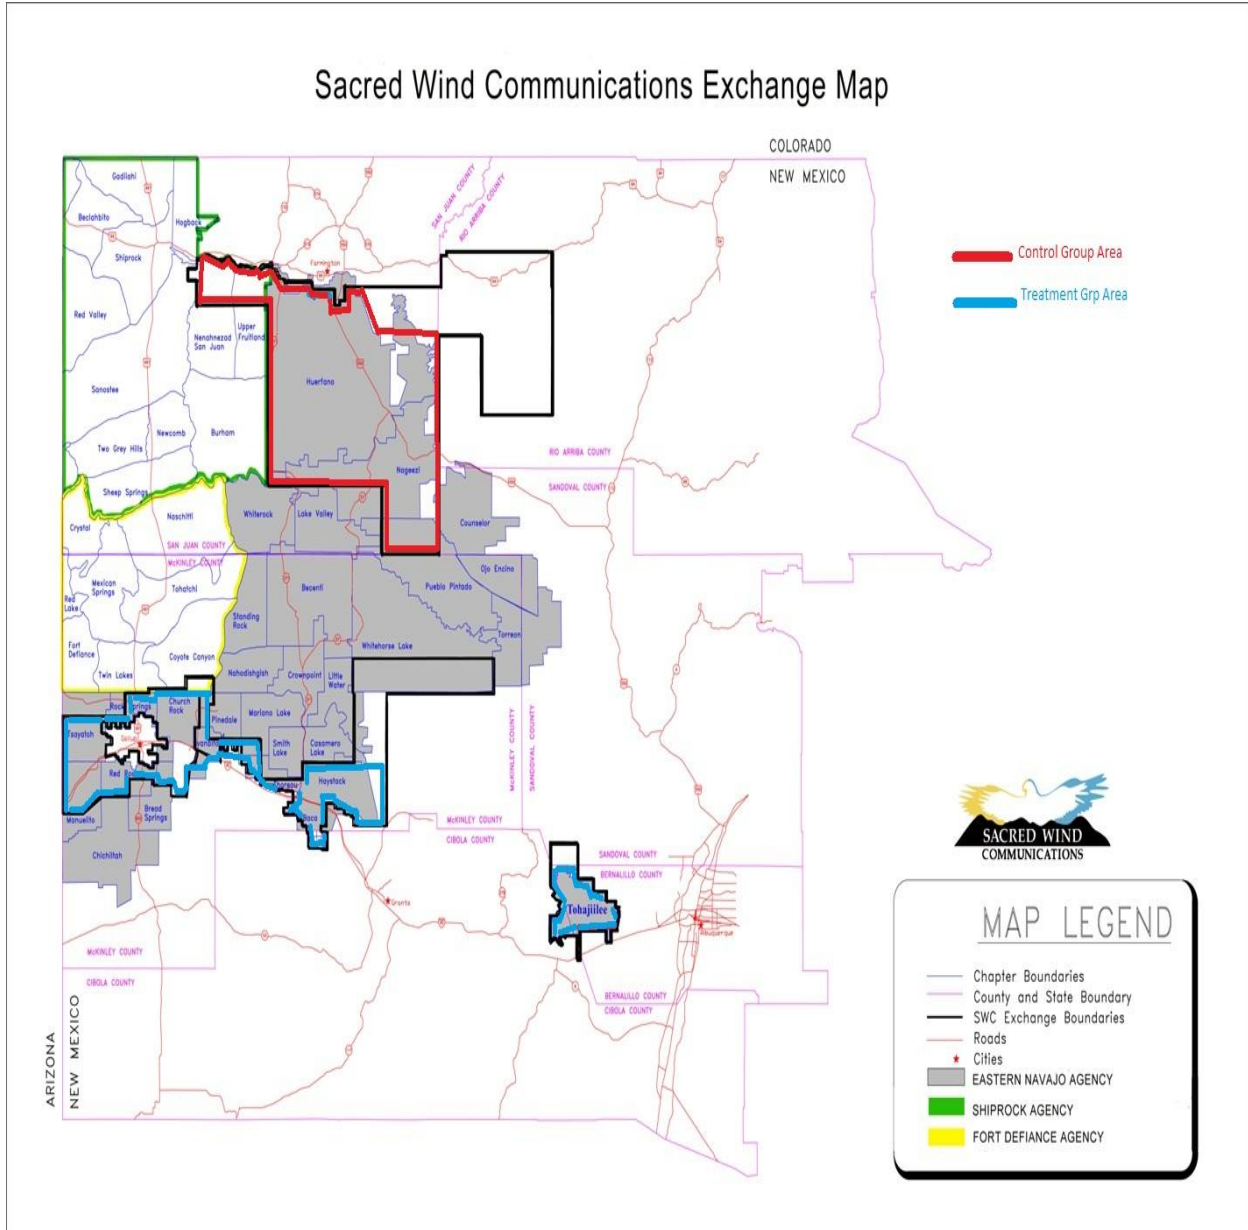 Sacred Wind Communications Exchange Map
COLORADO
NEW MEXICO
SAN JUAN COUNTY
RIO ARRIBA COUNTY
Gadiiahi
Beclahbito
Hogback
Shiprock
Farmington
Control Group Area
Treatment Grp Area
Red Valley
Nenahnezad
San Juan
Upper
Fruitland
Huerfano
Sanostee
Newcomb
Burham
Two Grey Hills
Nageezi
RIO ARRIBA COUNTY
SANDOVAL COUNTY
Sheep Springs
Naschitti
Crystal
Whiterock
Lake Valley
Counselor
SAN JUAN COUNTY
McKINLEY COUNTY
Mexican
Springs
Tohatchi
Becenti
Pueblo Pintado
Ojo Encino
Red
Lake
Standing
Rock
Torreon
Fort
Defiance
Coyote Canyon
Whitehorse Lake
Twin Lakes
Nahodishgish
Crownpoint
Little
Water
Rock Springs
Church
Rock
Pinedale
Mariano Lake
Tsayatoh
Gallup
Smith
Lake
Casamero
Lake
Red
Haystack
Thoreau
Baca
Manuelito
Bread
Springs
Chichiltah
McKINLEY COUNTY
SANDOVAL COUNTY
McKINLEY COUNTY
CIBOLA COUNTY
SANDOVAL COUNTY
BERNALILLO COUNTY
Tohajiilee
Grants
Albuquerque
McKINLEY COUNTY
CIBOLA COUNTY
BERNALILLO COUNTY
CIBOLA COUNTY
ARIZONA
NEW MEXICO
SACRED WIND
COMMUNICATIONS
MAP LEGEND
Chapter Boundaries
County and State Boundary
SWC Exchange Boundaries
Roads
Cities
EASTERN NAVAJO AGENCY
SHIPROCK AGENCY
FORT DEFIANCE AGENCY